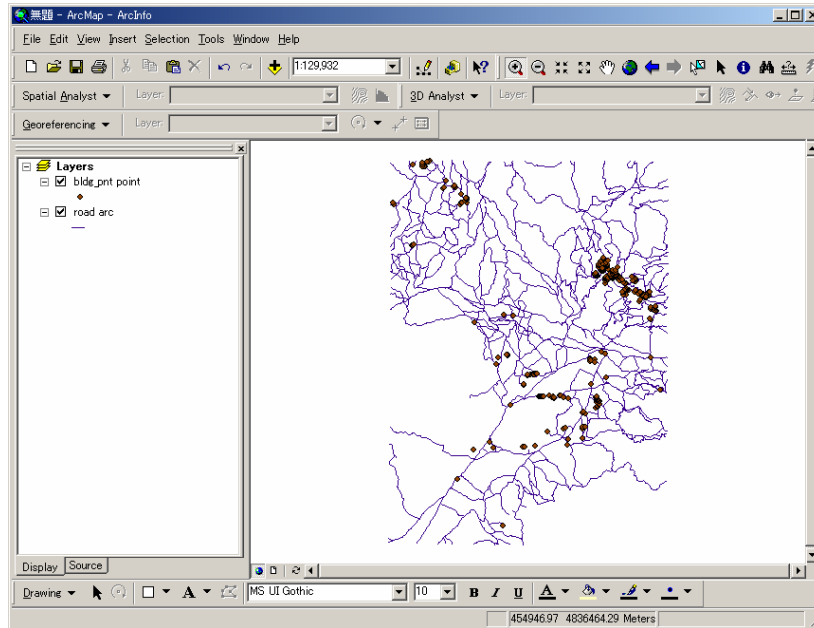 無題 - ArcMap - ArcInfo
File Edit View Insert Selection Tools Window Help
1:129,932
Spatial Analyst Layer: 3D Analyst Layer:
Georeferencing Layer:
Layers
bldg_pnt point
road arc
Display Source
Drawing A MS UI Gothic 10 B I U A
454946.97 4836464.29 Meters